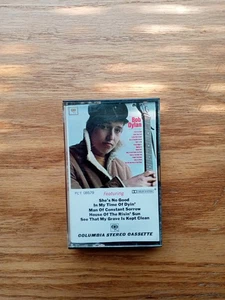 Bob
Dylan
featuring
She's No Good
In My Time Of Dyin'
Man Of Constant Sorrow
House Of The Risin' Sun
See That My Grave Is Kept Clean
COLUMBIA STEREO CASSETTE